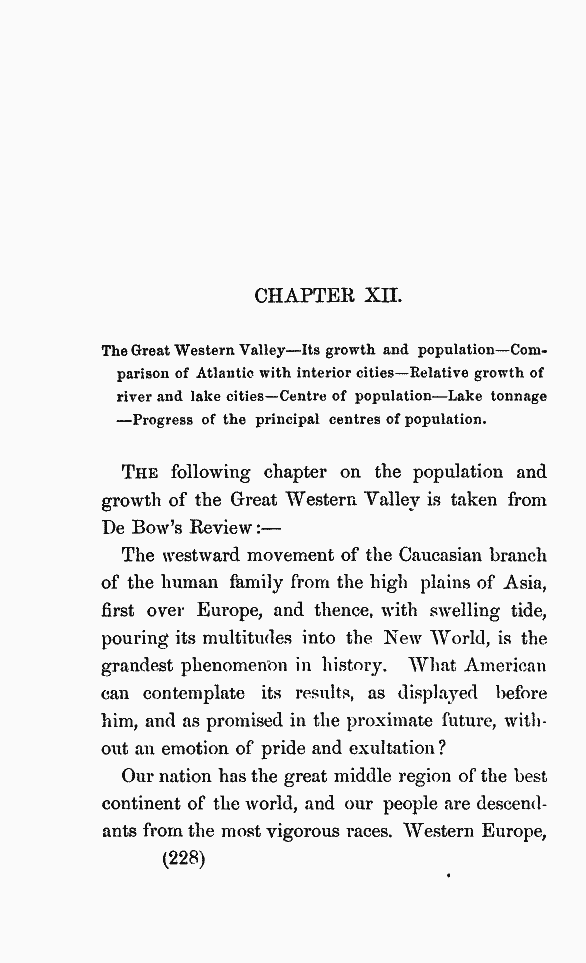 CHAPTER XII.
The Great Western Valley—Its growth and population—Com-
parison of Atlantic with interior cities—Relative growth of
river and lake cities—Centre of population—Lake tonnage
—Progress of the principal centres of population.
THE following chapter on the population and
growth of the Great Western Valley is taken from
De Bow's Review:—
The westward movement of the Caucasian branch
of the human family from the high plains of Asia,
first over Europe, and thence, with swelling tide,
pouring its multitudes into the New World, is the
grandest phenomenon in history. What American
can contemplate its results, as displayed before
him, and as promised in the proximate future, with-
out an emotion of pride and exultation?
Our nation has the great middle region of the best
continent of the world, and our people are descend-
ants from the most vigorous races. Western Europe,
(228)